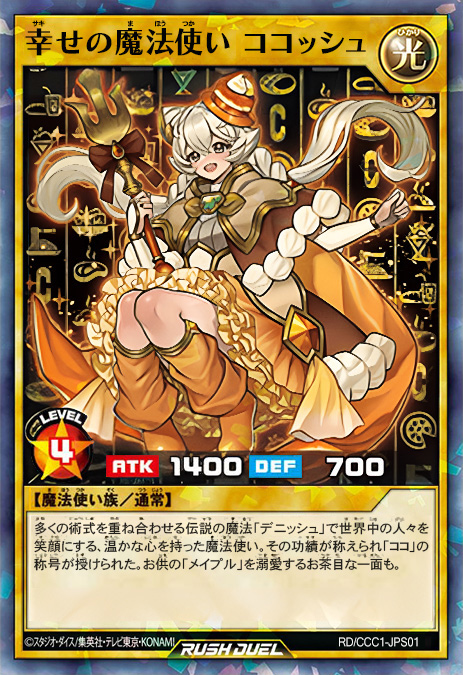 幸せの魔法使い ココッシュ
光
LEVEL
4
ATK 1400 DEF 700
【魔法使い族／通常】
多くの術式を重ね合わせる伝説の魔法「デニッシュ」で世界中の人々を
笑顔にする、温かな心を持った魔法使い。その功績が称えられ「ココ」の
称号が授けられた。お供の「メイプル」を溺愛するお茶目な一面も。
©スタジオ・ダイス/集英社・テレビ東京・KONAMI
RUSH DUEL
RD/CCC1-JPS01